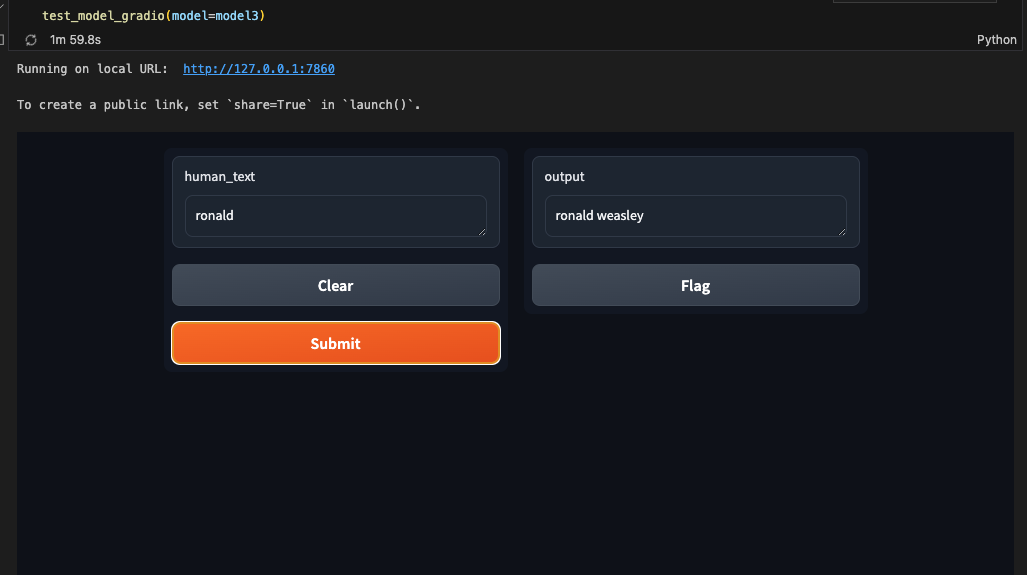 test_model_gradio(model=model3)
1m 59.8s
Python
Running on local URL: http://127.0.0.1:7860
To create a public link, set `share=True` in `launch()`.
human_text
ronald
output
ronald weasley
Clear
Flag
Submit